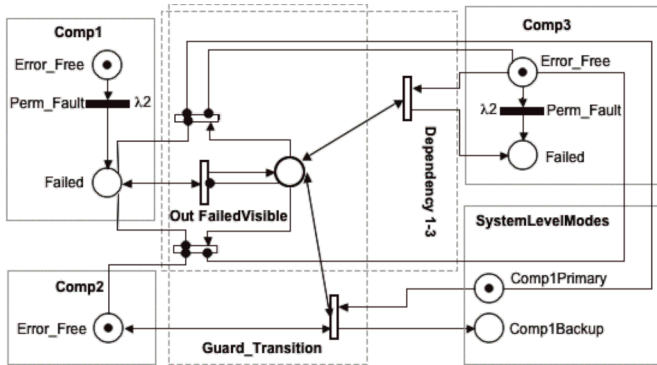 Comp1
Error_Free
Perm_Fault λ2
Failed
Out FailedVisible
Dependency 1-3
Comp3
Error_Free
λ2 Perm_Fault
Failed
SystemLevelModes
Comp1Primary
Comp1Backup
Comp2
Error_Free
Guard_Transition